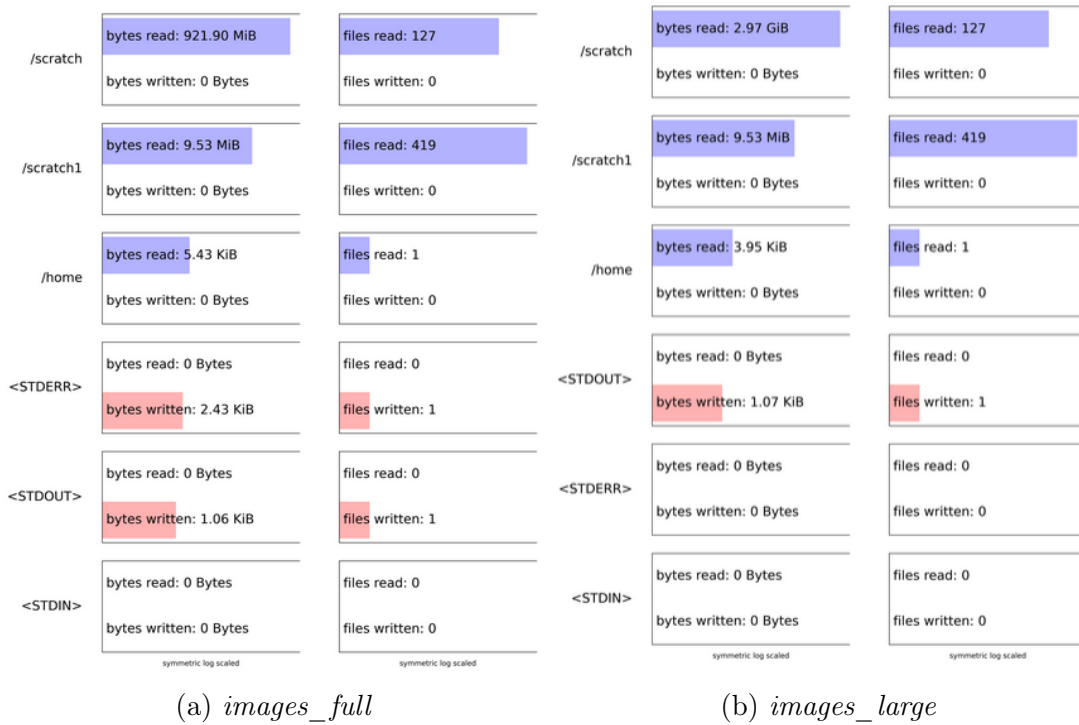 /scratch
bytes read: 921.90 MiB
files read: 127
bytes written: 0 Bytes
files written: 0
/scratch1
bytes read: 9.53 MiB
files read: 419
bytes written: 0 Bytes
files written: 0
/home
bytes read: 5.43 KiB
files read: 1
bytes written: 0 Bytes
files written: 0
<STDERR>
bytes read: 0 Bytes
files read: 0
bytes written: 2.43 KiB
files written: 1
<STDOUT>
bytes read: 0 Bytes
files read: 0
bytes written: 1.06 KiB
files written: 1
<STDIN>
bytes read: 0 Bytes
files read: 0
bytes written: 0 Bytes
files written: 0
symmetric log scaled
symmetric log scaled
(a) images_full
/scratch
bytes read: 2.97 GiB
files read: 127
bytes written: 0 Bytes
files written: 0
/scratch1
bytes read: 9.53 MiB
files read: 419
bytes written: 0 Bytes
files written: 0
/home
bytes read: 3.95 KiB
files read: 1
bytes written: 0 Bytes
files written: 0
<STDOUT>
bytes read: 0 Bytes
files read: 0
bytes written: 1.07 KiB
files written: 1
<STDERR>
bytes read: 0 Bytes
files read: 0
bytes written: 0 Bytes
files written: 0
<STDIN>
bytes read: 0 Bytes
files read: 0
bytes written: 0 Bytes
files written: 0
symmetric log scaled
symmetric log scaled
(b) images_large